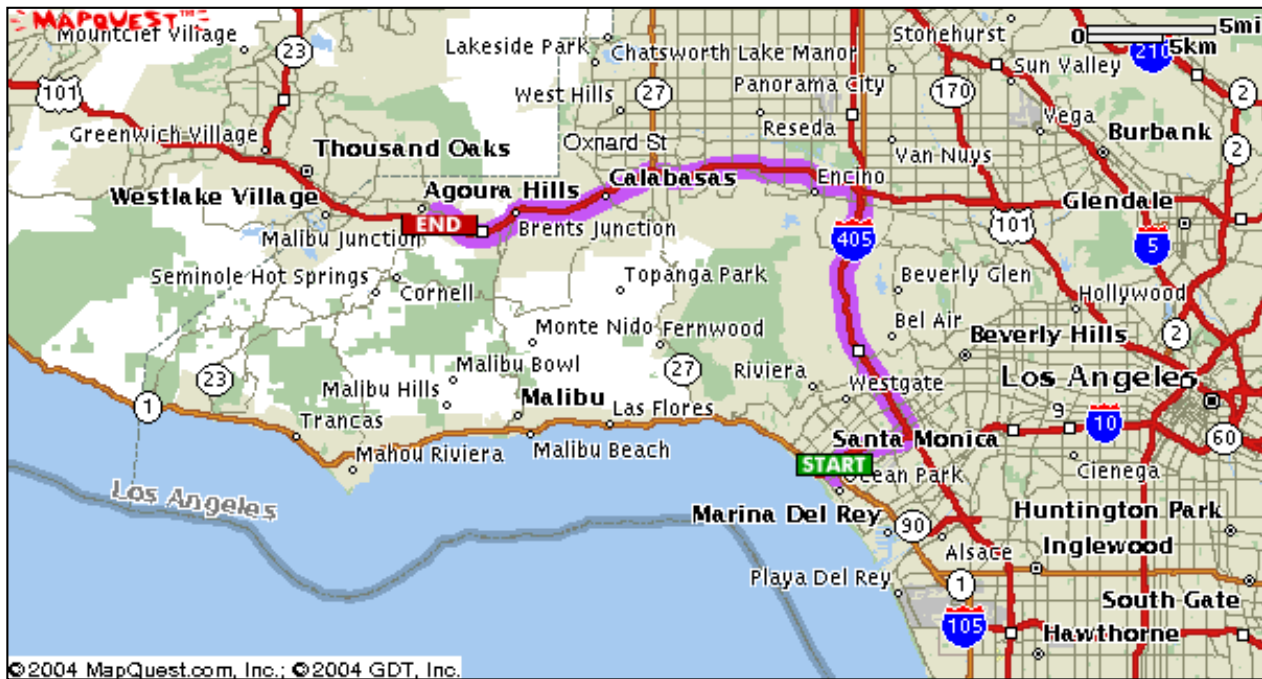 MAPQUEST™
Mountclef Village
23
Lakeside Park
Chatsworth Lake Manor
Stonehurst
0
5mi
5km
210
Sun Valley
101
West Hills
27
Panorama City
170
2
Greenwich Village
Oxnard St
Reseda
Vega
Burbank
Thousand Oaks
Van Nuys
2
Westlake Village
Agoura Hills
Calabasas
Encino
Glendale
END
Brents Junction
101
Malibu Junction
405
5
Seminole Hot Springs
Topanga Park
Beverly Glen
Cornell
Hollywood
Monte Nido
Fernwood
Bel Air
Beverly Hills
2
Malibu Bowl
23
27
Riviera
Los Angeles
Malibu Hills
Westgate
1
Malibu
Las Flores
9
10
Trancas
Santa Monica
60
Mahou Riviera
Malibu Beach
START
Cienega
Ocean Park
Los Angeles
Marina Del Rey
90
Huntington Park
Alsace
Inglewood
Playa Del Rey
1
South Gate
105
Hawthorne
©2004 MapQuest.com, Inc.; ©2004 GDT, Inc.